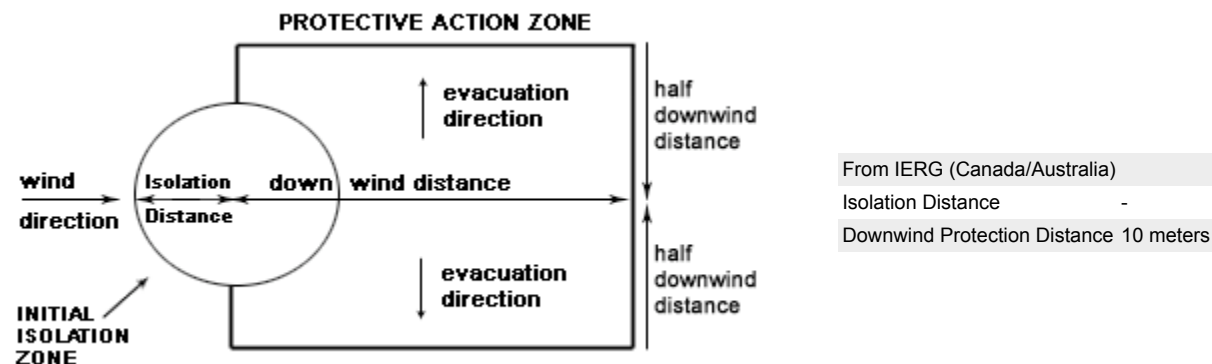 PROTECTIVE ACTION ZONE
evacuation
direction
half
downwind
distance
wind
direction
Isolation
Distance
down wind distance
evacuation
direction
half
downwind
distance
INITIAL
ISOLATION
ZONE
From IERG (Canada/Australia)
Isolation Distance -
Downwind Protection Distance 10 meters